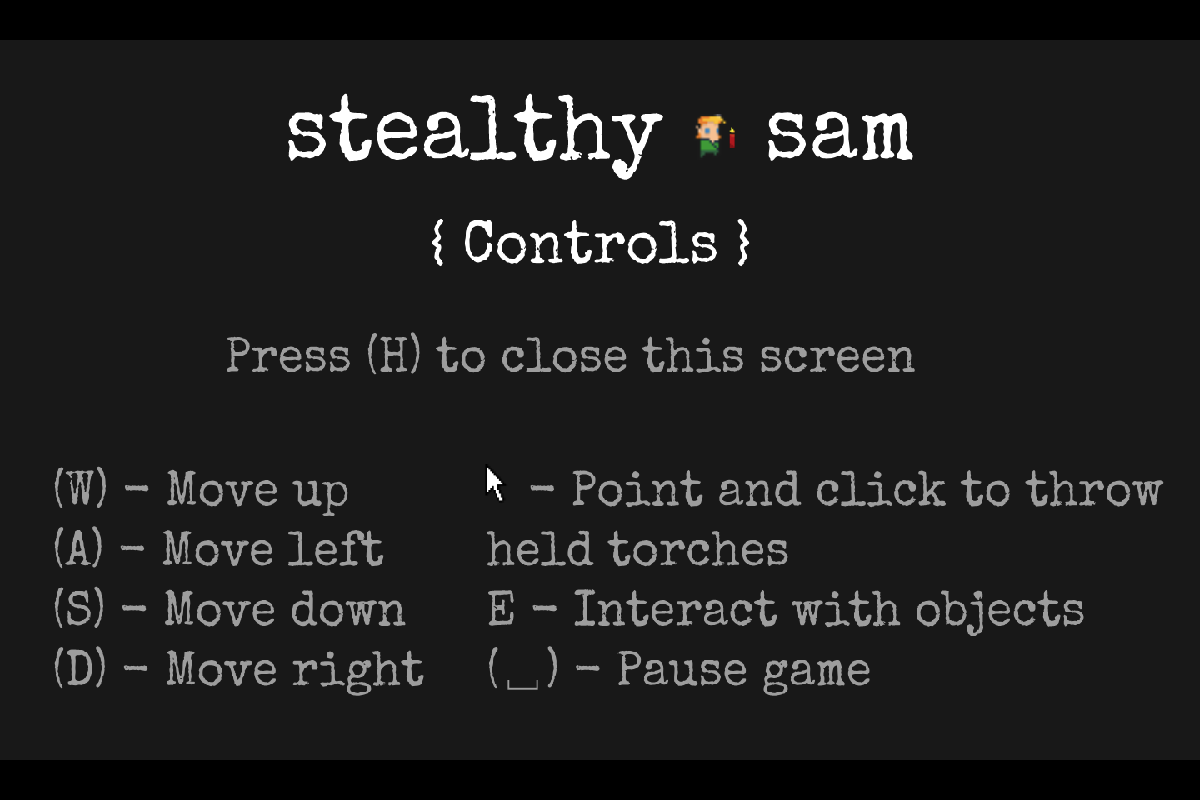 stealthy sam
{ Controls }
Press (H) to close this screen
(W) - Move up
(A) - Move left
(S) - Move down
(D) - Move right
- Point and click to throw
held torches
E - Interact with objects
(⎵) - Pause game